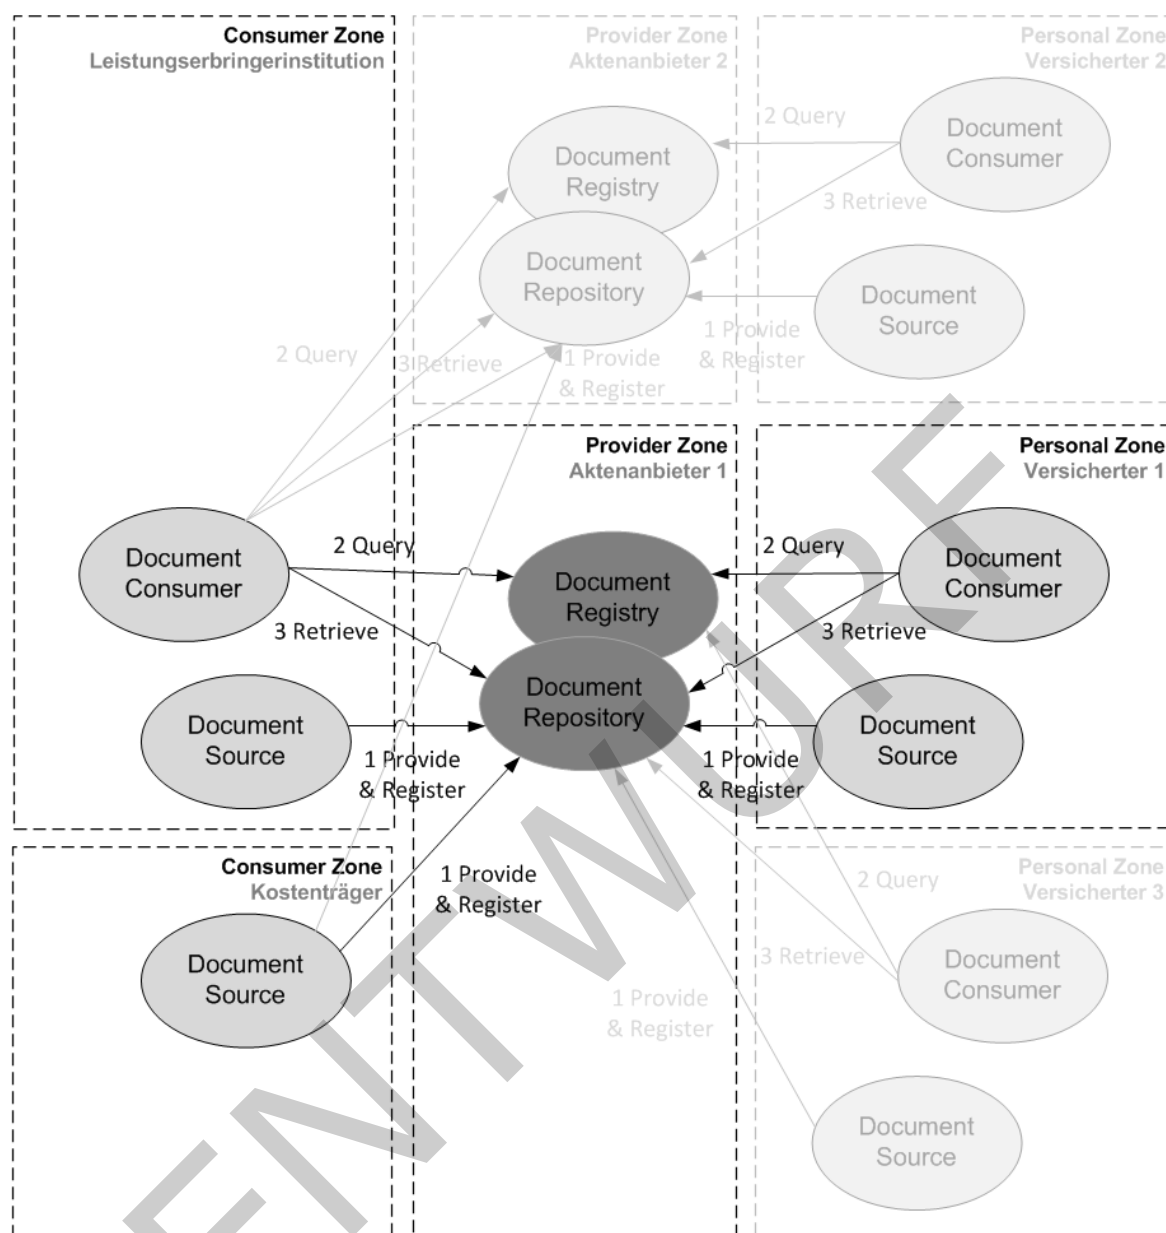 Consumer Zone
Leistungserbringerinstitution
Provider Zone
Aktenanbieter 2
Personal Zone
Versicherter 2
Document
Registry
Document
Repository
2 Query
Document
Consumer
3 Retrieve
Document
Source
1 Provide
& Register
2 Query
3 Retrieve
1 Provide
& Register
Provider Zone
Aktenanbieter 1
Personal Zone
Versicherter 1
Document
Consumer
2 Query
3 Retrieve
Document
Registry
Document
Repository
2 Query
Document
Consumer
3 Retrieve
Document
Source
1 Provide
& Register
Document
Source
1 Provide
& Register
Consumer Zone
Kostenträger
Document
Source
1 Provide
& Register
Personal Zone
Versicherter 3
2 Query
Document
Consumer
3 Retrieve
1 Provide
& Register
Document
Source
ENTWURF